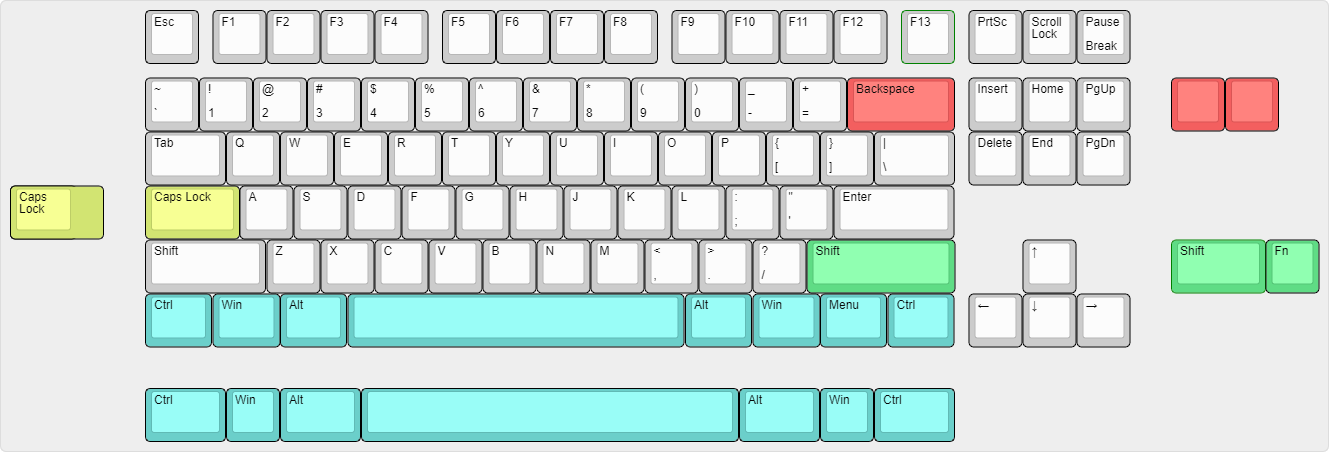 Esc F1 F2 F3 F4 F5 F6 F7 F8 F9 F10 F11 F12 F13 PrtSc Scroll Pause
Lock
Break
~ ! @ # $ % ^ & * ( ) _ + Backspace Insert Home PgUp
` 1 2 3 4 5 6 7 8 9 0 - =
Tab Q W E R T Y U I O P { } | Delete End PgDn
[ ] \
Caps
Lock
Caps Lock A S D F G H J K L : " Enter
; '
Shift Z X C V B N M < > ? Shift ↑ Shift Fn
, . /
Ctrl Win Alt Alt Win Menu Ctrl ← ↓ →
Ctrl Win Alt Alt Win Ctrl